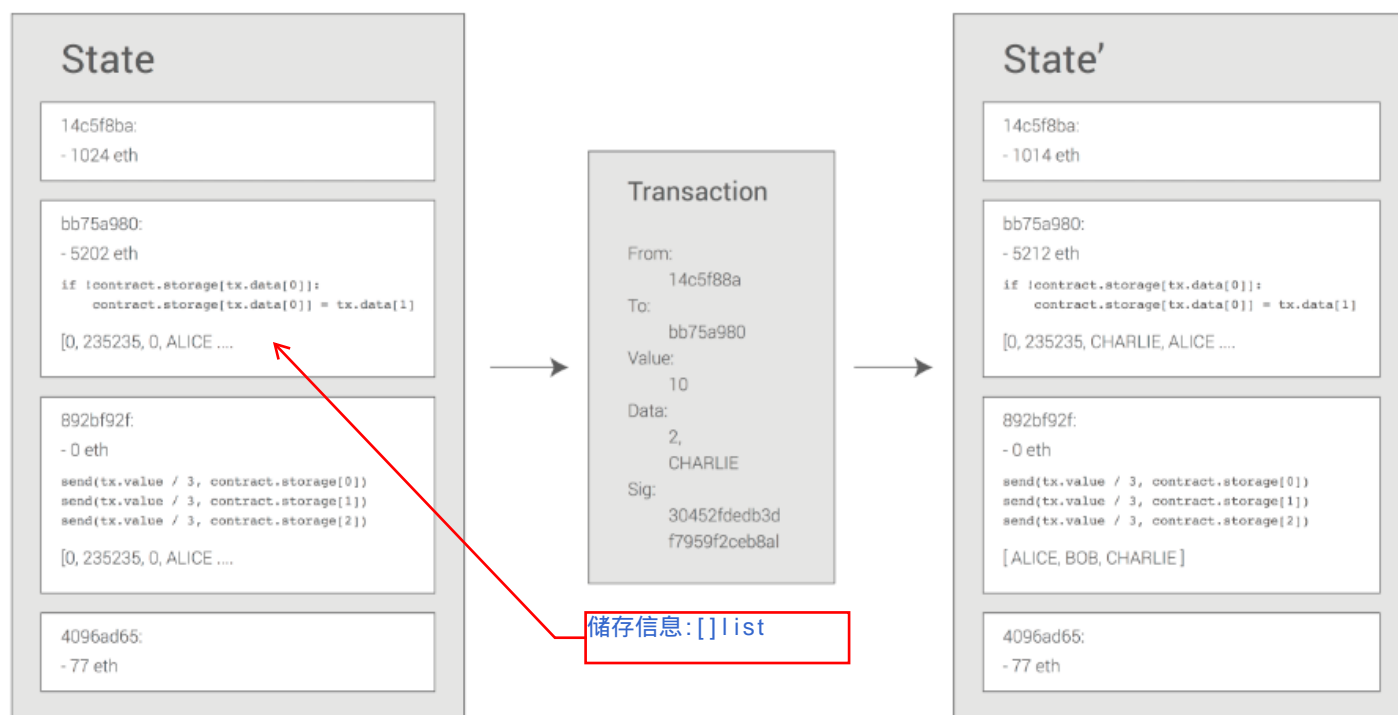 State
14c5f8ba:
- 1024 eth
bb75a980:
- 5202 eth
if !contract.storage[tx.data[0]]:
contract.storage[tx.data[0]] = tx.data[1]
[0, 235235, 0, ALICE ....
892bf92f:
- 0 eth
send(tx.value / 3, contract.storage[0])
send(tx.value / 3, contract.storage[1])
send(tx.value / 3, contract.storage[2])
[0, 235235, 0, ALICE ....
4096ad65:
- 77 eth
Transaction
From:
14c5f88a
To:
bb75a980
Value:
10
Data:
2,
CHARLIE
Sig:
30452fdedb3d
f7959f2ceb8al
储存信息:[]list
State’
14c5f8ba:
- 1014 eth
bb75a980:
- 5212 eth
if !contract.storage[tx.data[0]]:
contract.storage[tx.data[0]] = tx.data[1]
[0, 235235, CHARLIE, ALICE ....
892bf92f:
- 0 eth
send(tx.value / 3, contract.storage[0])
send(tx.value / 3, contract.storage[1])
send(tx.value / 3, contract.storage[2])
[ ALICE, BOB, CHARLIE ]
4096ad65:
- 77 eth